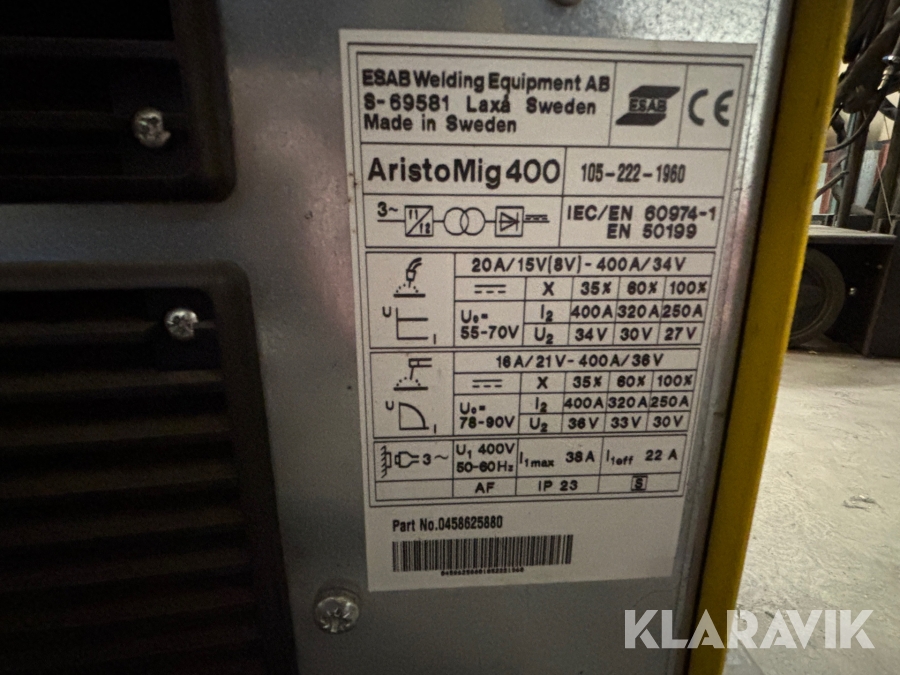 ESAB Welding Equipment AB
S-69581 Laxå Sweden
Made in Sweden
ESAB
CE
AristoMig 400
105-222-1960
3~
f1
f2
IEC/EN 60974-1
EN 50199
20A/15V(8V)-400A/34V
X 35% 60% 100%
U₀=
55-70V
I₂ 400A 320A 250A
U₂ 34V 30V 27V
U
I
16A/21V-400A/36V
X 35% 60% 100%
U₀=
78-90V
I₂ 400A 320A 250A
U₂ 36V 33V 30V
U
I
3~
U₁ 400V
50-60Hz
I₁max 38A
I₁eff 22 A
AF
IP 23
S
Part No.0458625880
KLARAVIK